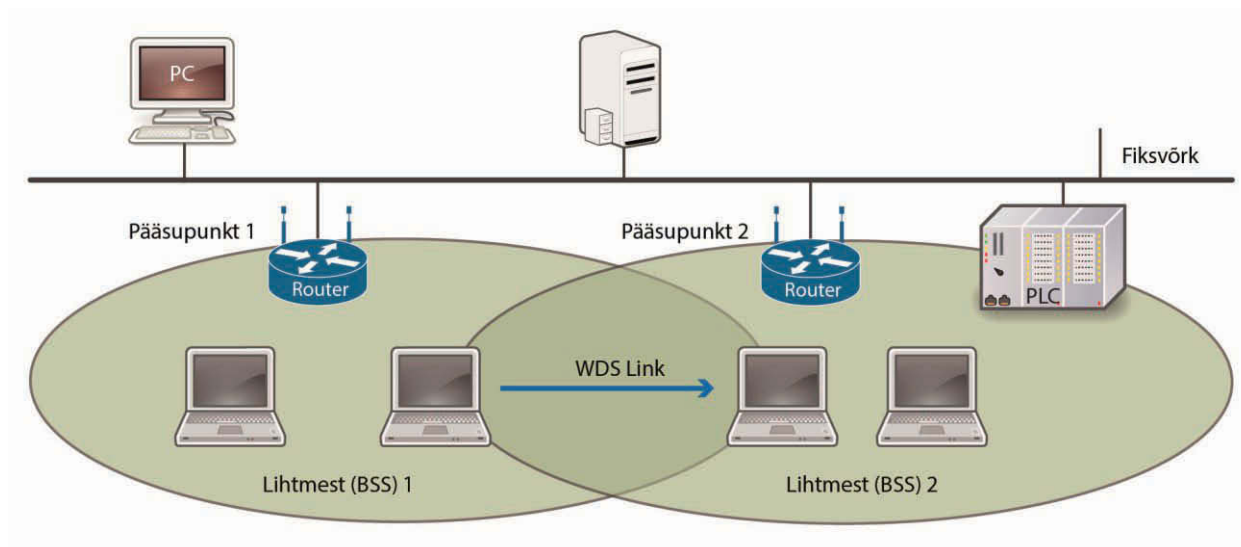 PC
Fiksvõrk
Pääsupunkt 1
Pääsupunkt 2
Router
Router
PLC
WDS Link
Lihtmest (BSS) 1
Lihtmest (BSS) 2